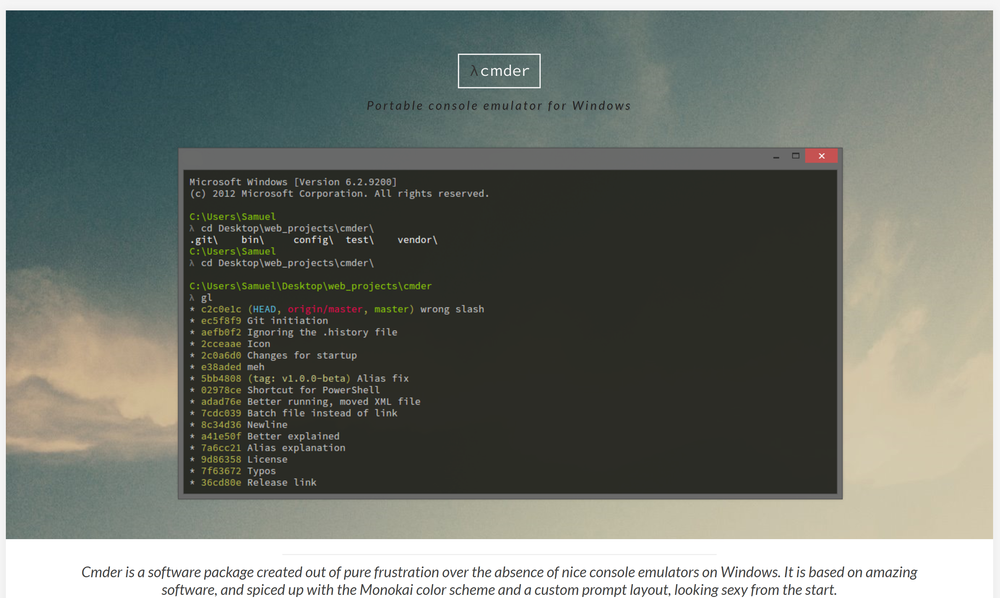 λcmder
Portable console emulator for Windows
Microsoft Windows [Version 6.2.9200]
(c) 2012 Microsoft Corporation. All rights reserved.
C:\Users\Samuel
λ cd Desktop\web_projects\cmder\
.git\    bin\     config\  test\    vendor\
C:\Users\Samuel
λ cd Desktop\web_projects\cmder\
C:\Users\Samuel\Desktop\web_projects\cmder
λ gl
* c2c0e1c (HEAD, origin/master, master) wrong slash
* ec5f8f9 Git initiation
* aefb0f2 Ignoring the .history file
* 2cceaae Icon
* 2c0a6d0 Changes for startup
* e38aded meh
* 5bb4808 (tag: v1.0.0-beta) Alias fix
* 02978ce Shortcut for PowerShell
* adad76e Better running, moved XML file
* 7cdc039 Batch file instead of link
* 8c34d36 Newline
* a41e50f Better explained
* 7a6cc21 Alias explanation
* 9d86358 License
* 7f63672 Typos
* 36cd80e Release link
Cmder is a software package created out of pure frustration over the absence of nice console emulators on Windows. It is based on amazing
software, and spiced up with the Monokai color scheme and a custom prompt layout, looking sexy from the start.